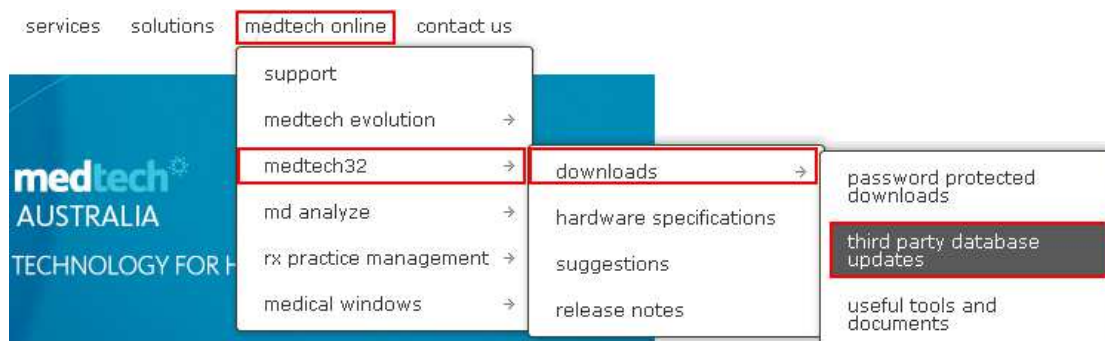 services solutions medtech online contact us
support
medtech evolution →
medtech32 →
md analyze →
rx practice management →
medical windows →
downloads →
hardware specifications
suggestions
release notes
password protected
downloads
third party database
updates
useful tools and
documents
medtech
AUSTRALIA
TECHNOLOGY FOR